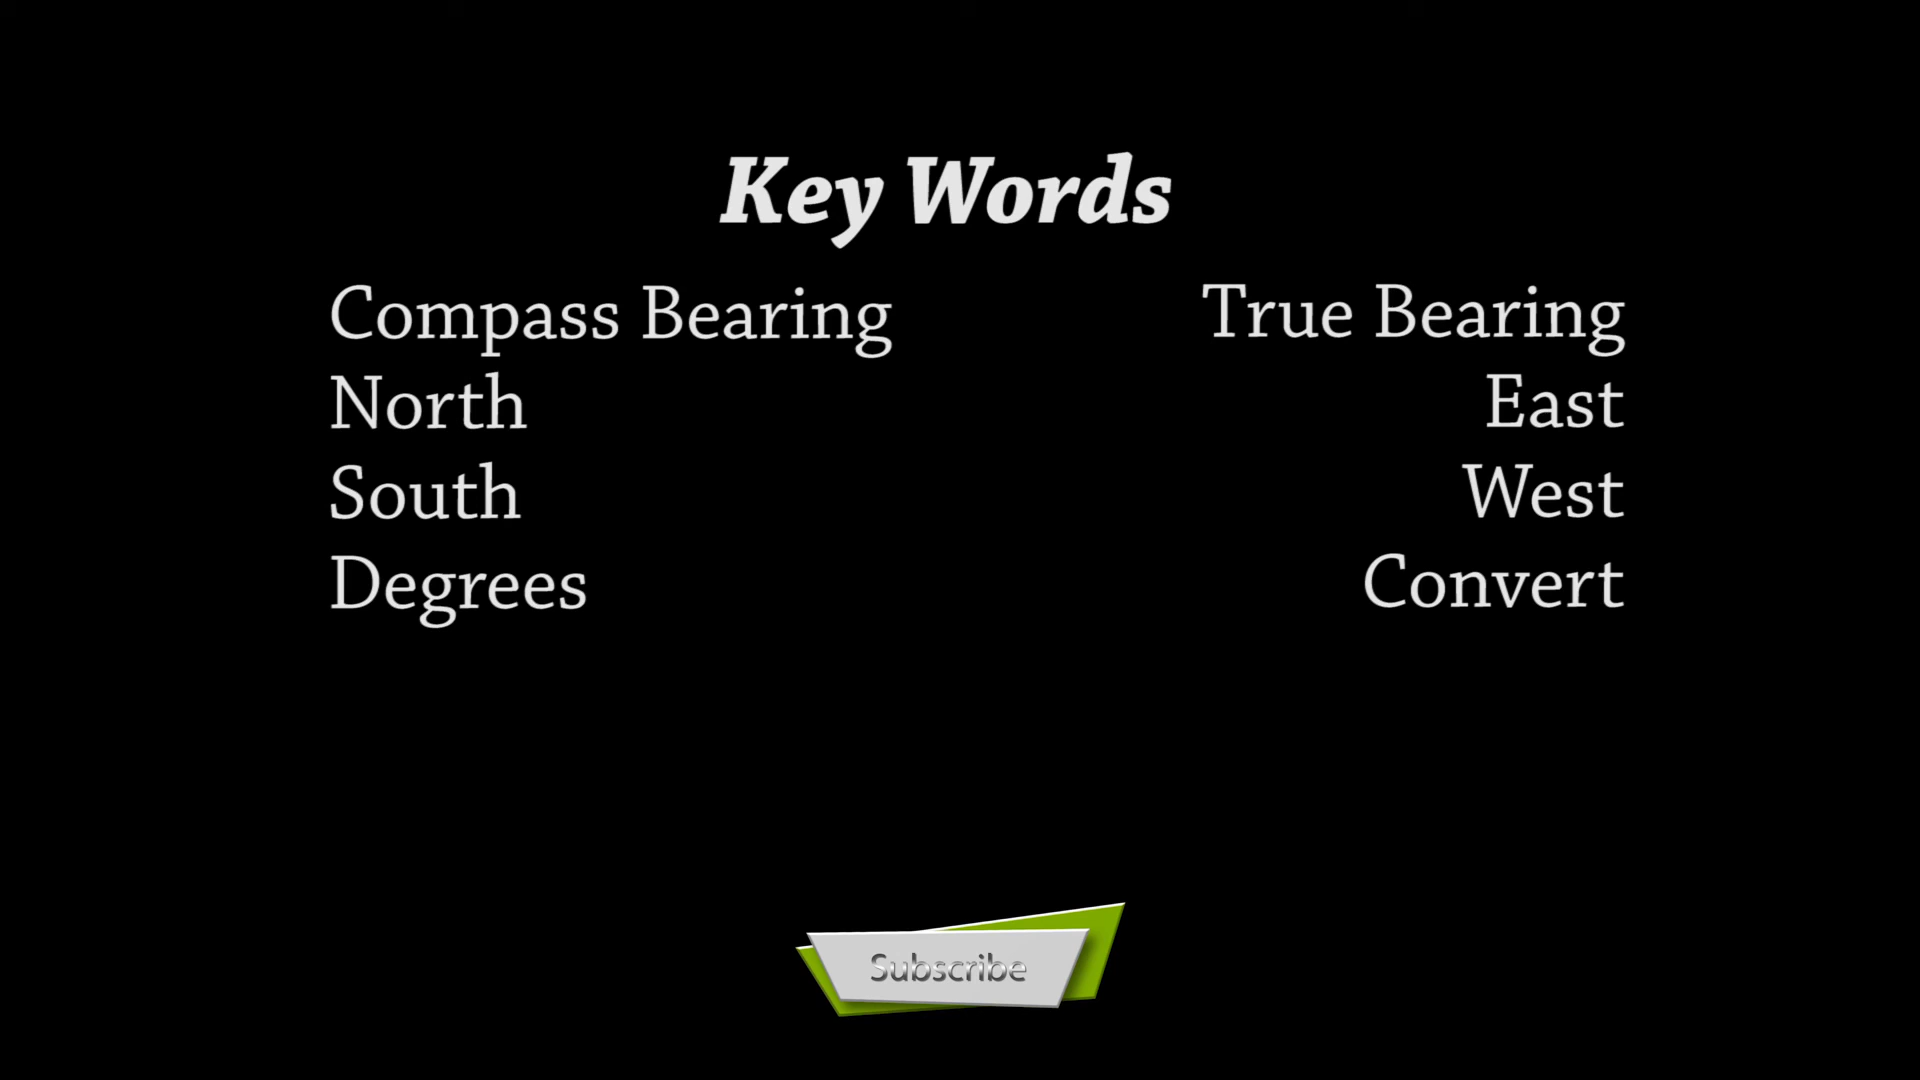 Key Words
Compass Bearing
True Bearing
North
East
South
West
Degrees
Convert
Subscribe